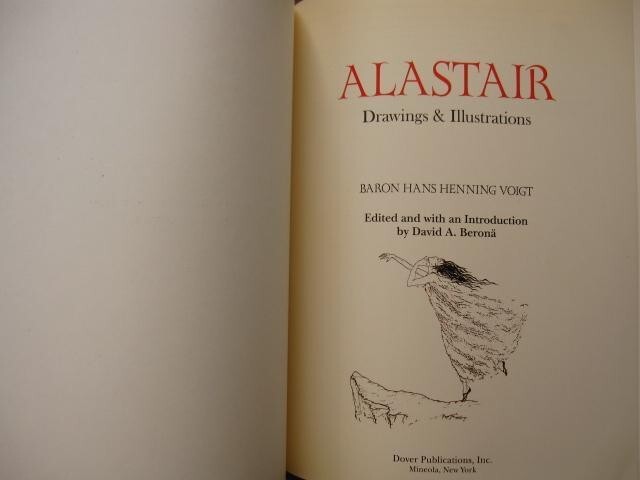 ALASTAIR
Drawings & Illustrations
BARON HANS HENNING VOIGT
Edited and with an Introduction
by David A. Beronä
Dover Publications, Inc.
Mineola, New York